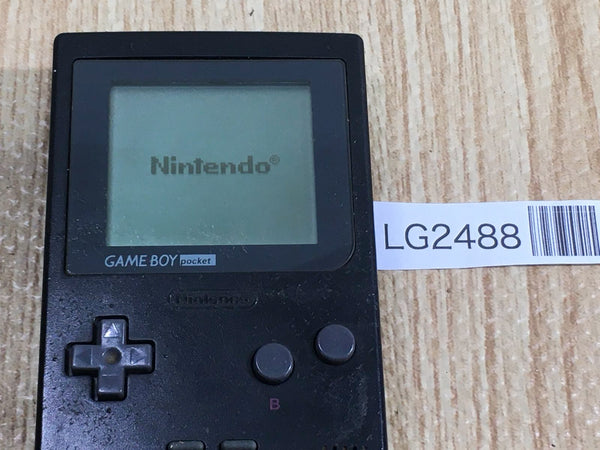 Nintendo®
GAME BOY pocket
LG2488
Nintendo
B